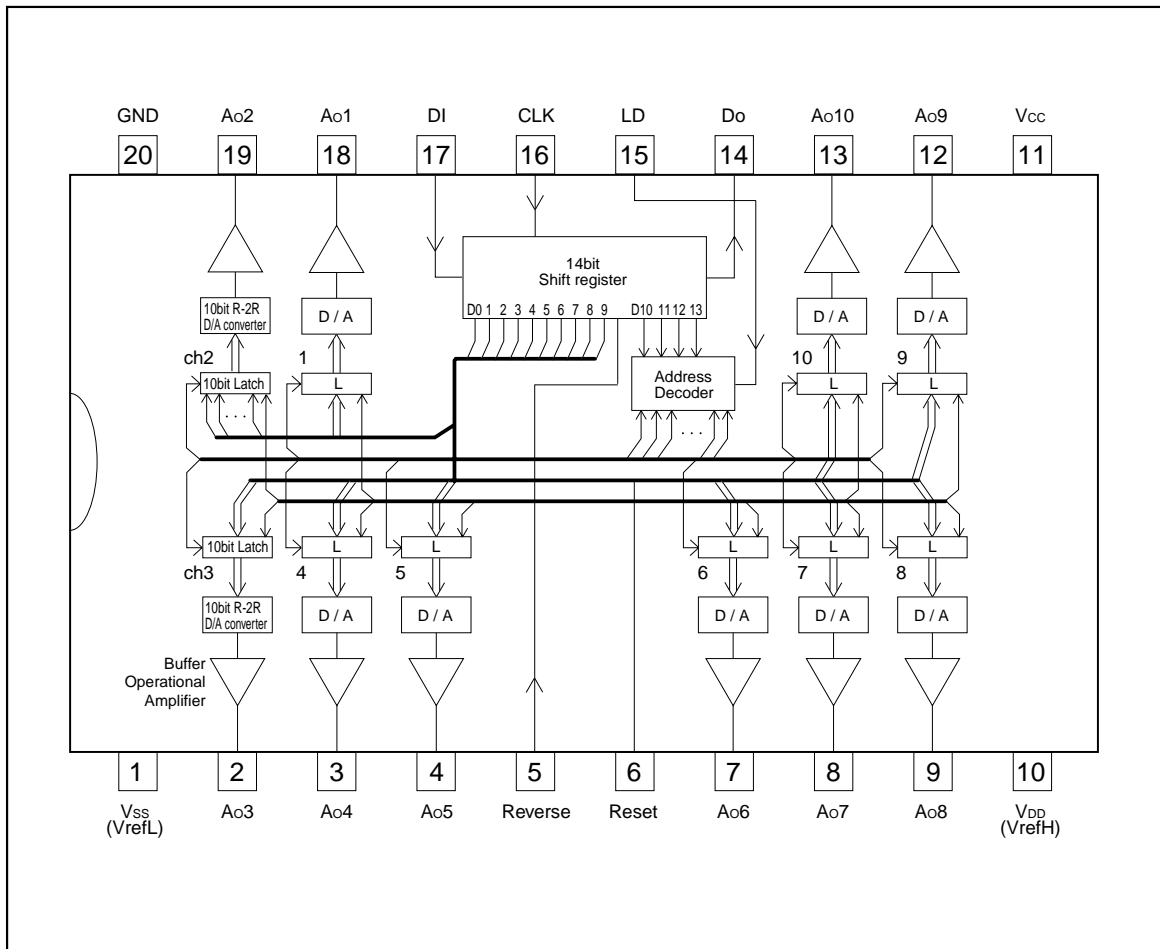 GND Ao2 Ao1 DI CLK LD Do Ao10 Ao9 Vcc
20 19 18 17 16 15 14 13 12 11
14bit
Shift register
D0 1 2 3 4 5 6 7 8 9 D10 11 12 13
10bit R-2R
D/A converter
D / A
D / A
D / A
ch2 1 10 9
10bit Latch
L
Address
Decoder
L
L
. . .
. . .
10bit Latch
L
L
L
L
L
ch3 4 5 6 7 8
10bit R-2R
D/A converter
D / A
D / A
D / A
D / A
D / A
Buffer
Operational
Amplifier
1 2 3 4 5 6 7 8 9 10
Vss Ao3 Ao4 Ao5 Reverse Reset Ao6 Ao7 Ao8 VDD
(VrefL) (VrefH)